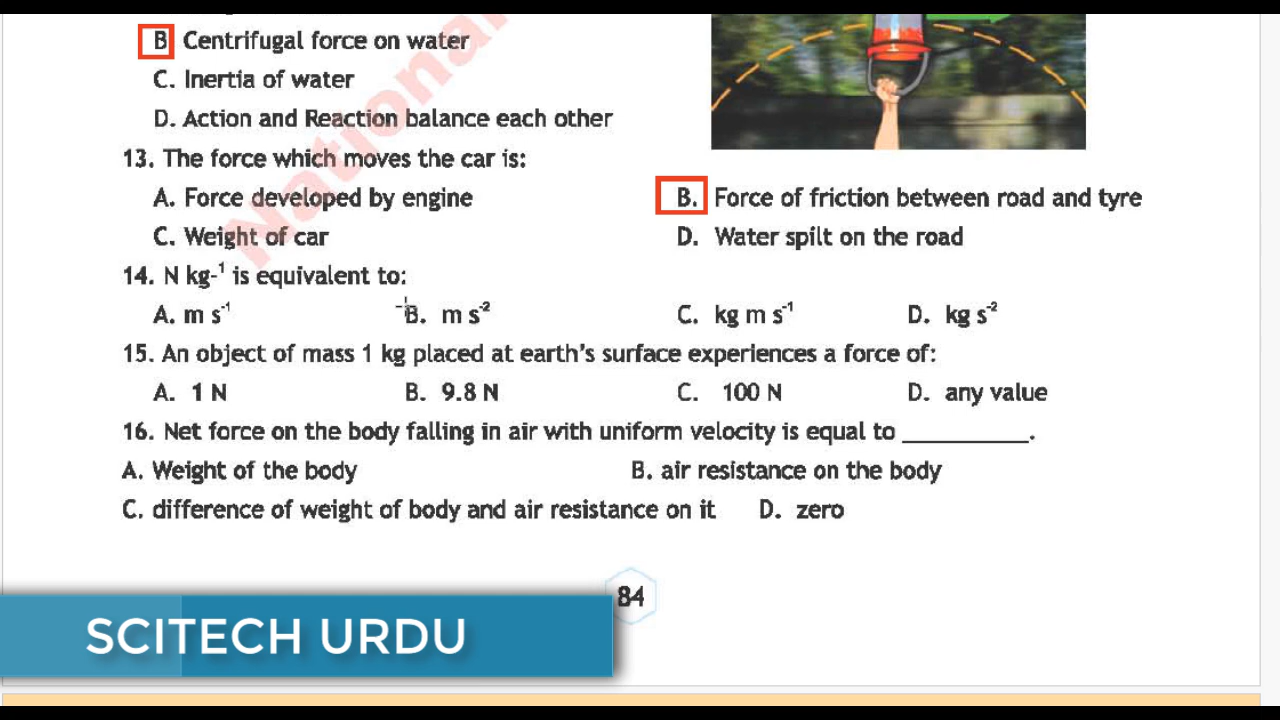 B Centrifugal force on water
C. Inertia of water
D. Action and Reaction balance each other
13. The force which moves the car is:
A. Force developed by engine
B. Force of friction between road and tyre
C. Weight of car
D. Water spilt on the road
14. N kg-¹ is equivalent to:
A. m s⁻¹ B. m s⁻² C. kg m s⁻¹ D. kg s⁻²
15. An object of mass 1 kg placed at earth's surface experiences a force of:
A. 1 N B. 9.8 N C. 100 N D. any value
16. Net force on the body falling in air with uniform velocity is equal to __________.
A. Weight of the body B. air resistance on the body
C. difference of weight of body and air resistance on it D. zero
84
SCITECH URDU